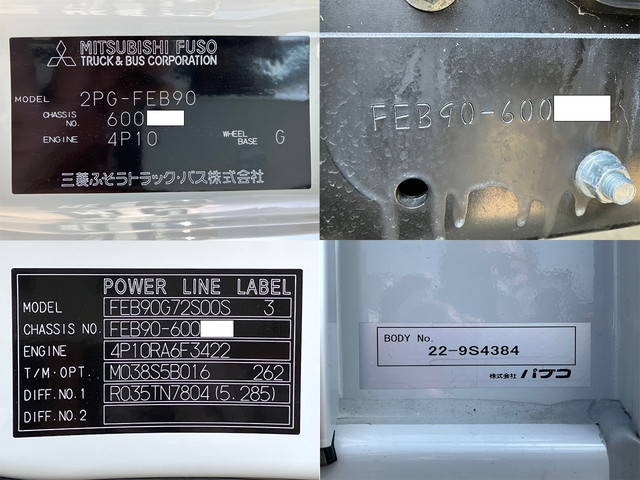 MITSUBISHI FUSO
TRUCK & BUS CORPORATION
MODEL 2PG-FEB90
CHASSIS NO. 600
ENGINE 4P10 WHEEL BASE G
三菱ふそうトラック・バス株式会社
FEB90-600
POWER LINE LABEL
MODEL FEB90G72S00S 3
CHASSIS NO. FEB90-600
ENGINE 4P10RA6F3422
T/M・OPT. M038S5B016 262
DIFF.NO.1 R035TN7804(5.285)
DIFF.NO.2
BODY No.
22-9S4384
株式会社 パブコ